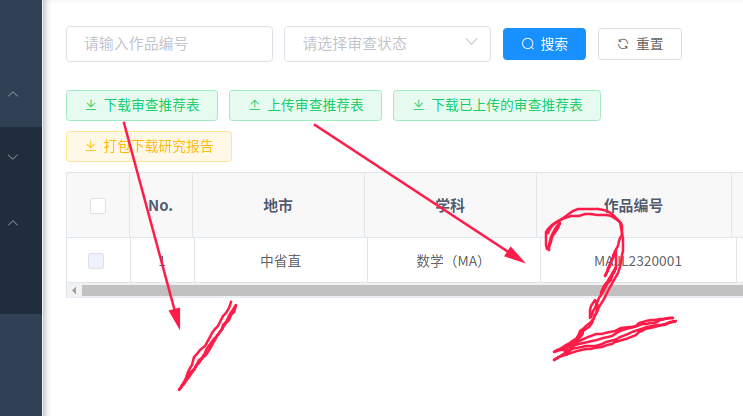 请输入作品编号 请选择审查状态 搜索 重置
下载审查推荐表 上传审查推荐表 下载已上传的审查推荐表
打包下载研究报告
No. 地市 学科 作品编号
1 中省直 数学（MA） MAJL2320001
1 2